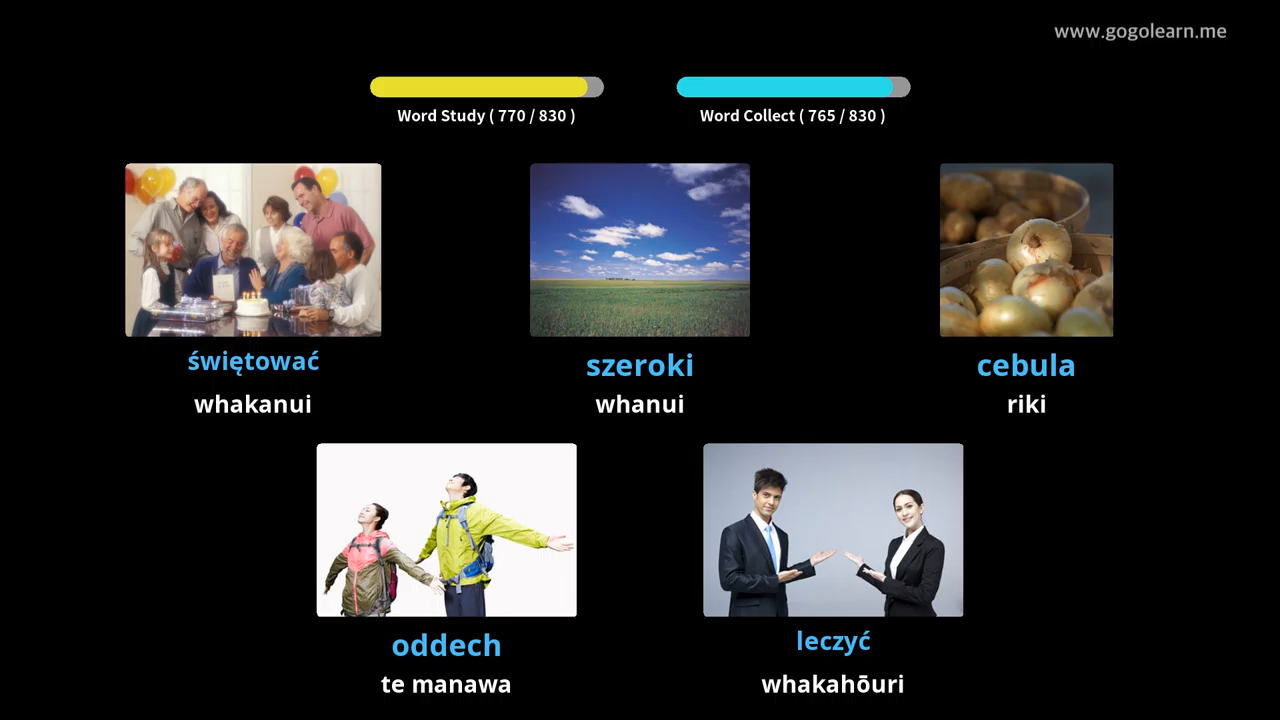 www.gogolearn.me
Word Study ( 770 / 830 )
Word Collect ( 765 / 830 )
świętować
szeroki
cebula
whakanui
whanui
riki
oddech
leczyć
te manawa
whakahōuri